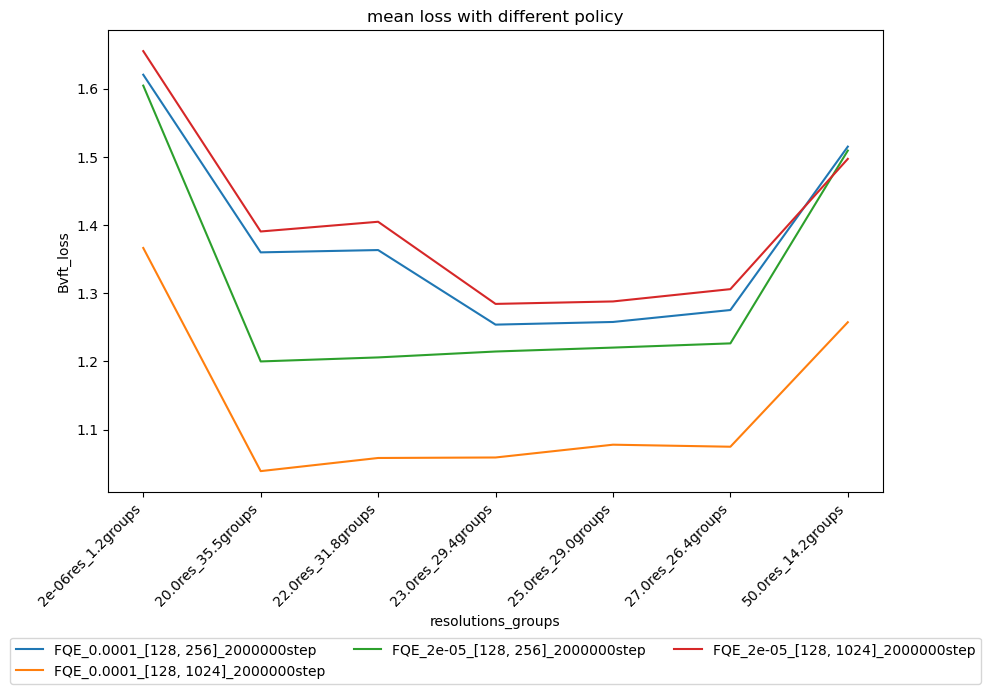 mean loss with different policy
1.6
1.5
1.4
1.3
1.2
1.1
Bvft_loss
2e-06res_1.2groups
20.0res_35.5groups
22.0res_31.8groups
23.0res_29.4groups
25.0res_29.0groups
27.0res_26.4groups
50.0res_14.2groups
resolutions_groups
FQE_0.0001_[128, 256]_2000000step
FQE_0.0001_[128, 1024]_2000000step
FQE_2e-05_[128, 256]_2000000step
FQE_2e-05_[128, 1024]_2000000step